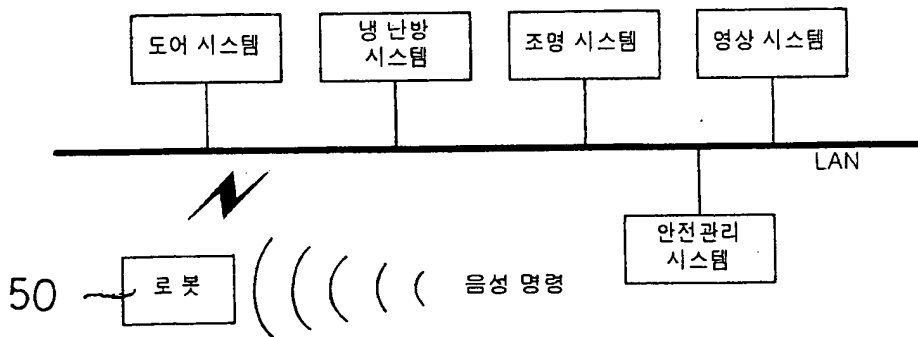 도어 시스템
냉 난방
시스템
조명 시스템
영상 시스템
LAN
안전관리
시스템
50
로 봇
음성 명령